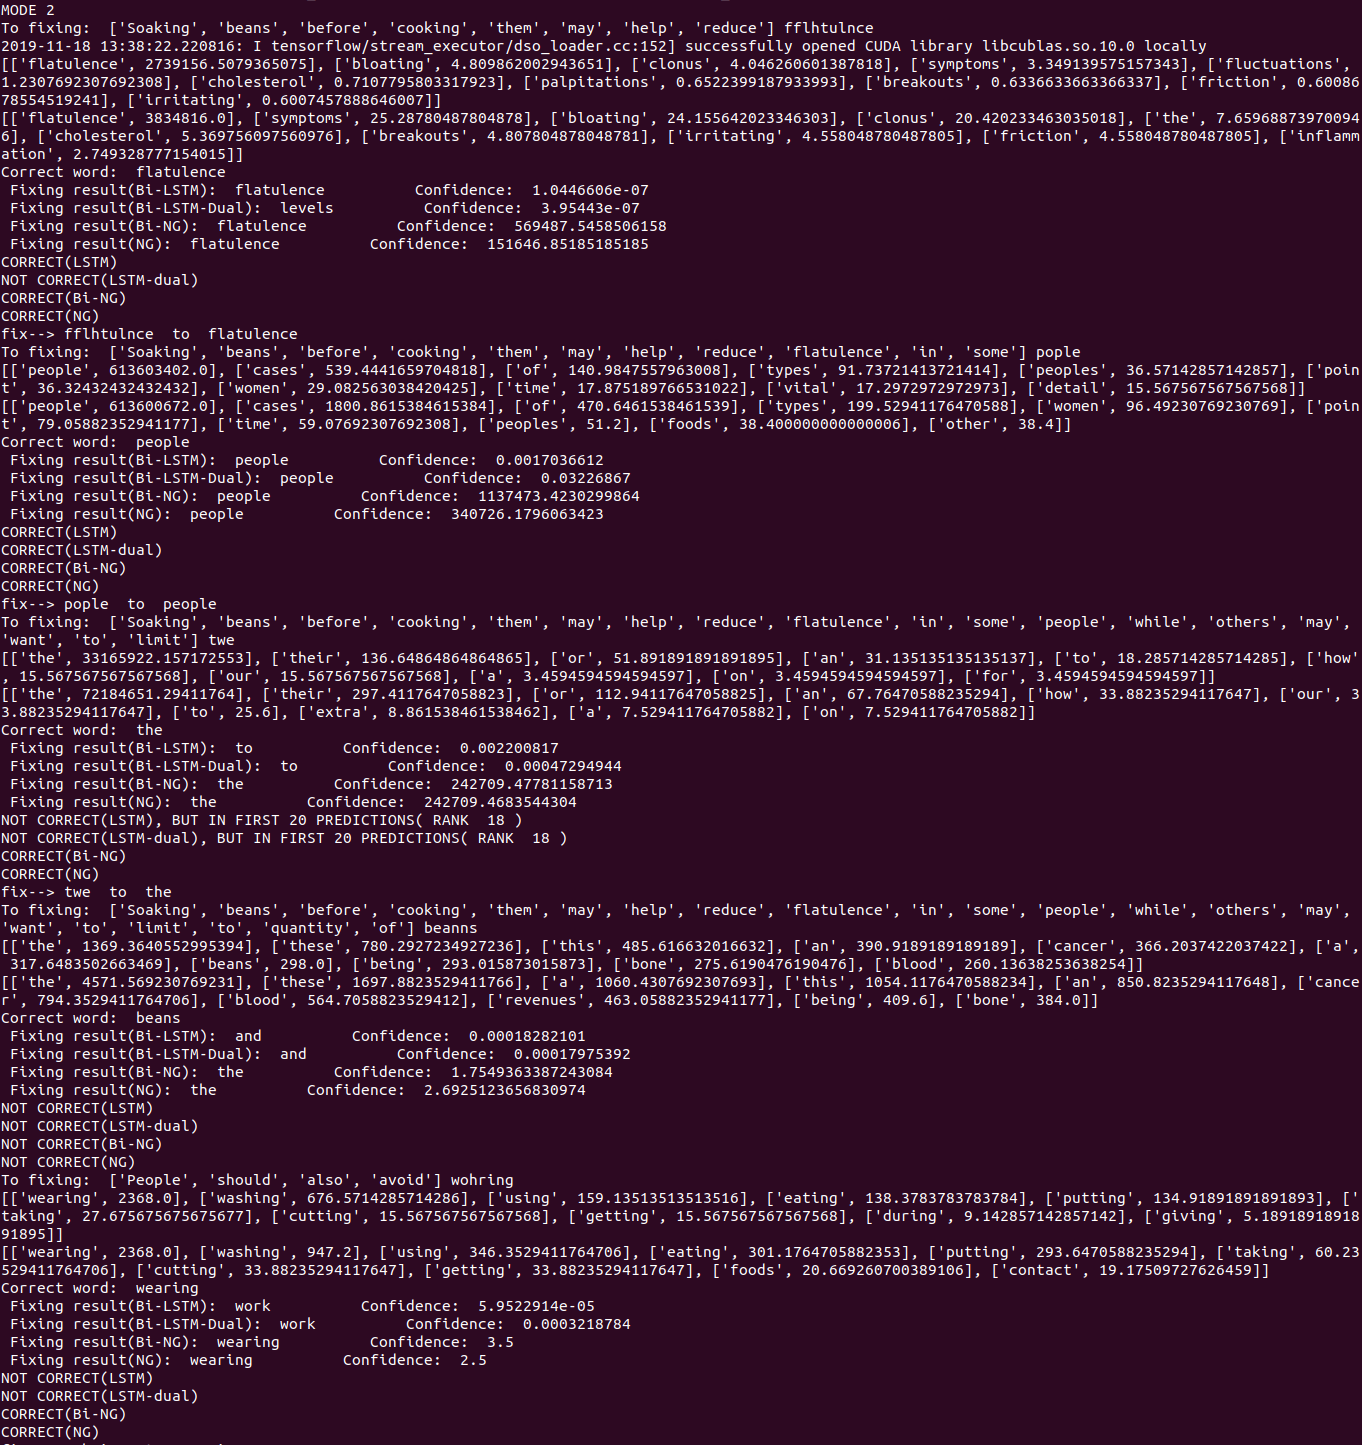 MODE 2
To fixing:  ['Soaking', 'beans', 'before', 'cooking', 'them', 'may', 'help', 'reduce'] fflhtulnce
2019-11-18 13:38:22.220816: I tensorflow/stream_executor/dso_loader.cc:152] successfully opened CUDA library libcublas.so.10.0 locally
[['flatulence', 2739156.5079365075], ['bloating', 4.809862002943651], ['clonus', 4.046260601387818], ['symptoms', 3.349139575157343], ['fluctuations',
1.2307692307692308], ['cholesterol', 0.7107795803317923], ['palpitations', 0.6522399187933993], ['breakouts', 0.6336633663366337], ['friction', 0.60086
78554519241], ['irritating', 0.6007457888646007]]
[['flatulence', 3834816.0], ['symptoms', 25.28780487804878], ['bloating', 24.155642023346303], ['clonus', 20.420233463035018], ['the', 7.65968873970094
6], ['cholesterol', 5.369756097560976], ['breakouts', 4.807804878048781], ['irritating', 4.558048780487805], ['friction', 4.558048780487805], ['inflamm
ation', 2.749328777154015]]
Correct word:  flatulence
 Fixing result(Bi-LSTM):  flatulence          Confidence:  1.0446606e-07
 Fixing result(Bi-LSTM-Dual):  levels          Confidence:  3.95443e-07
 Fixing result(Bi-NG):  flatulence          Confidence:  569487.5458506158
 Fixing result(NG):  flatulence          Confidence:  151646.85185185185
CORRECT(LSTM)
NOT CORRECT(LSTM-dual)
CORRECT(Bi-NG)
CORRECT(NG)
fix--> fflhtulnce  to  flatulence
To fixing:  ['Soaking', 'beans', 'before', 'cooking', 'them', 'may', 'help', 'reduce', 'flatulence', 'in', 'some'] pople
[['people', 613603402.0], ['cases', 539.4441659704818], ['of', 140.9847557963008], ['types', 91.73721413721414], ['peoples', 36.57142857142857], ['poin
t', 36.32432432432432], ['women', 29.082563038420425], ['time', 17.875189766531022], ['vital', 17.2972972972973], ['detail', 15.567567567567568]]
[['people', 613600672.0], ['cases', 1800.8615384615384], ['of', 470.6461538461539], ['types', 199.52941176470588], ['women', 96.49230769230769], ['poin
t', 79.05882352941177], ['time', 59.07692307692308], ['peoples', 51.2], ['foods', 38.400000000000006], ['other', 38.4]]
Correct word:  people
 Fixing result(Bi-LSTM):  people          Confidence:  0.0017036612
 Fixing result(Bi-LSTM-Dual):  people          Confidence:  0.03226867
 Fixing result(Bi-NG):  people          Confidence:  1137473.4230299864
 Fixing result(NG):  people          Confidence:  340726.1796063423
CORRECT(LSTM)
CORRECT(LSTM-dual)
CORRECT(Bi-NG)
CORRECT(NG)
fix--> pople  to  people
To fixing:  ['Soaking', 'beans', 'before', 'cooking', 'them', 'may', 'help', 'reduce', 'flatulence', 'in', 'some', 'people', 'while', 'others', 'may',
'want', 'to', 'limit'] twe
[['the', 33165922.157172553], ['their', 136.64864864864865], ['or', 51.891891891891895], ['an', 31.135135135135137], ['to', 18.285714285714285], ['how'
, 15.567567567567568], ['our', 15.567567567567568], ['a', 3.4594594594594597], ['on', 3.4594594594594597], ['for', 3.4594594594594597]]
[['the', 72184651.29411764], ['their', 297.4117647058823], ['or', 112.94117647058825], ['an', 67.76470588235294], ['how', 33.88235294117647], ['our', 3
3.88235294117647], ['to', 25.6], ['extra', 8.861538461538462], ['a', 7.529411764705882], ['on', 7.529411764705882]]
Correct word:  the
 Fixing result(Bi-LSTM):  to          Confidence:  0.002200817
 Fixing result(Bi-LSTM-Dual):  to          Confidence:  0.00047294944
 Fixing result(Bi-NG):  the          Confidence:  242709.47781158713
 Fixing result(NG):  the          Confidence:  242709.4683544304
NOT CORRECT(LSTM), BUT IN FIRST 20 PREDICTIONS( RANK  18 )
NOT CORRECT(LSTM-dual), BUT IN FIRST 20 PREDICTIONS( RANK  18 )
CORRECT(Bi-NG)
CORRECT(NG)
fix--> twe  to  the
To fixing:  ['Soaking', 'beans', 'before', 'cooking', 'them', 'may', 'help', 'reduce', 'flatulence', 'in', 'some', 'people', 'while', 'others', 'may',
'want', 'to', 'limit', 'to', 'quantity', 'of'] beanns
[['the', 1369.3640552995394], ['these', 780.2927234927236], ['this', 485.616632016632], ['an', 390.9189189189189], ['cancer', 366.2037422037422], ['a',
 317.6483502663469], ['beans', 298.0], ['being', 293.015873015873], ['bone', 275.6190476190476], ['blood', 260.13638253638254]]
[['the', 4571.569230769231], ['these', 1697.8823529411766], ['a', 1060.4307692307693], ['this', 1054.1176470588234], ['an', 850.8235294117648], ['cance
r', 794.3529411764706], ['blood', 564.7058823529412], ['revenues', 463.05882352941177], ['being', 409.6], ['bone', 384.0]]
Correct word:  beans
 Fixing result(Bi-LSTM):  and          Confidence:  0.00018282101
 Fixing result(Bi-LSTM-Dual):  and          Confidence:  0.00017975392
 Fixing result(Bi-NG):  the          Confidence:  1.7549363387243084
 Fixing result(NG):  the          Confidence:  2.6925123656830974
NOT CORRECT(LSTM)
NOT CORRECT(LSTM-dual)
NOT CORRECT(Bi-NG)
NOT CORRECT(NG)
To fixing:  ['People', 'should', 'also', 'avoid'] wohring
[['wearing', 2368.0], ['washing', 676.5714285714286], ['using', 159.13513513513516], ['eating', 138.3783783783784], ['putting', 134.91891891891893], ['
taking', 27.675675675675677], ['cutting', 15.567567567567568], ['getting', 15.567567567567568], ['during', 9.142857142857142], ['giving', 5.18918918918
91895]]
[['wearing', 2368.0], ['washing', 947.2], ['using', 346.3529411764706], ['eating', 301.1764705882353], ['putting', 293.6470588235294], ['taking', 60.23
529411764706], ['cutting', 33.88235294117647], ['getting', 33.88235294117647], ['foods', 20.669260700389106], ['contact', 19.17509727626459]]
Correct word:  wearing
 Fixing result(Bi-LSTM):  work          Confidence:  5.9522914e-05
 Fixing result(Bi-LSTM-Dual):  work          Confidence:  0.0003218784
 Fixing result(Bi-NG):  wearing          Confidence:  3.5
 Fixing result(NG):  wearing          Confidence:  2.5
NOT CORRECT(LSTM)
NOT CORRECT(LSTM-dual)
CORRECT(Bi-NG)
CORRECT(NG)